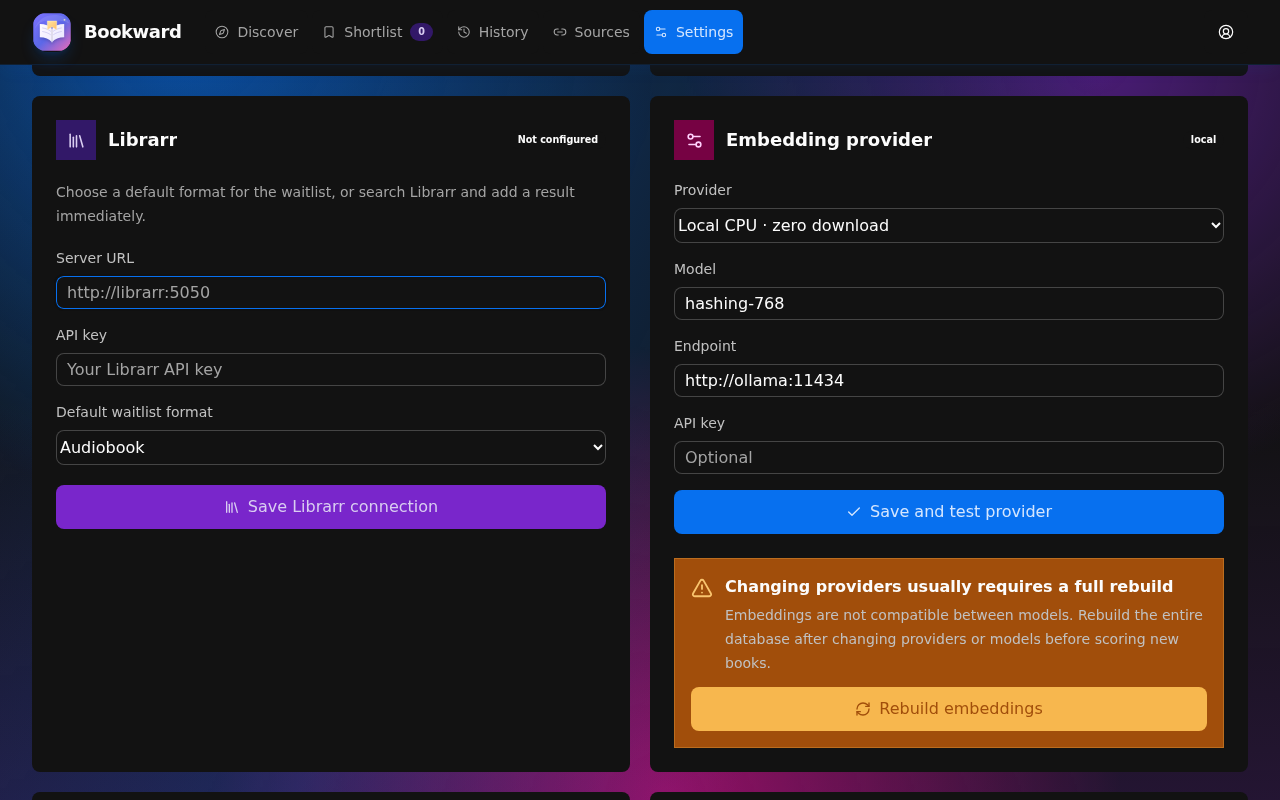 Bookward
Discover
Shortlist 0
History
Sources
Settings
Librarr
Not configured
Choose a default format for the waitlist, or search Librarr and add a result
immediately.
Server URL
http://librarr:5050
API key
Your Librarr API key
Default waitlist format
Audiobook
Save Librarr connection
Embedding provider
local
Provider
Local CPU · zero download
Model
hashing-768
Endpoint
http://ollama:11434
API key
Optional
Save and test provider
Changing providers usually requires a full rebuild
Embeddings are not compatible between models. Rebuild the entire
database after changing providers or models before scoring new
books.
Rebuild embeddings